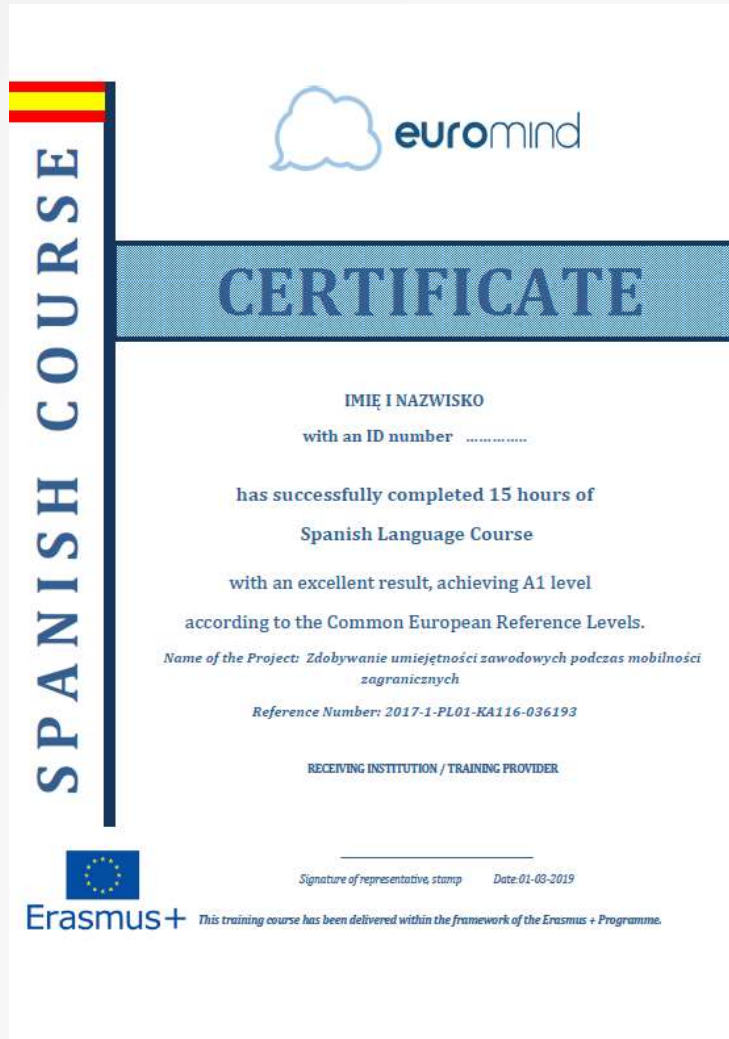 SPANISH COURSE
euromind
CERTIFICATE
IMIĘ I NAZWISKO
with an ID number ..............
has successfully completed 15 hours of
Spanish Language Course
with an excellent result, achieving A1 level
according to the Common European Reference Levels.
Name of the Project: Zdobywanie umiejętności zawodowych podczas mobilności
zagranicznych
Reference Number: 2017-1-PL01-KA116-036193
RECEIVING INSTITUTION / TRAINING PROVIDER
Signature of representative, stamp Date:01-03-2019
Erasmus+
This training course has been delivered within the framework of the Erasmus + Programme.